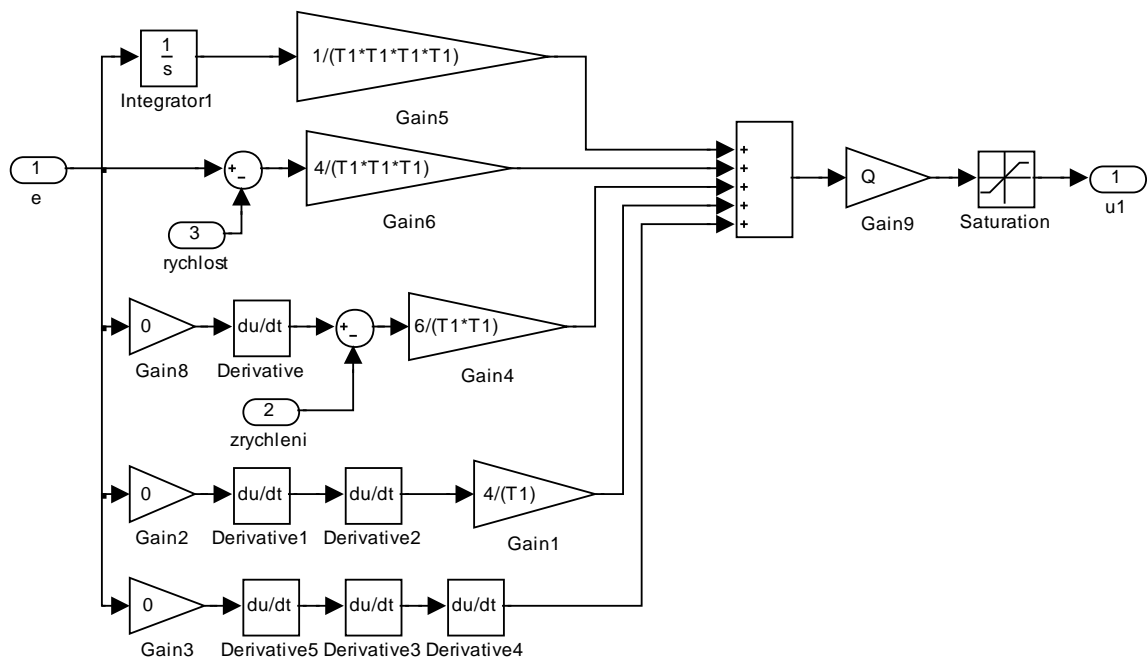 1
s
Integrator1
1/(T1*T1*T1*T1)
Gain5
1
e
+
−
3
rychlost
4/(T1*T1*T1)
Gain6
0
Gain8
du/dt
Derivative
+
−
2
zrychleni
6/(T1*T1)
Gain4
0
Gain2
du/dt
Derivative1
du/dt
Derivative2
4/(T1)
Gain1
0
Gain3
du/dt
Derivative5
du/dt
Derivative3
du/dt
Derivative4
+
+
+
+
+
Q
Gain9
Saturation
1
u1